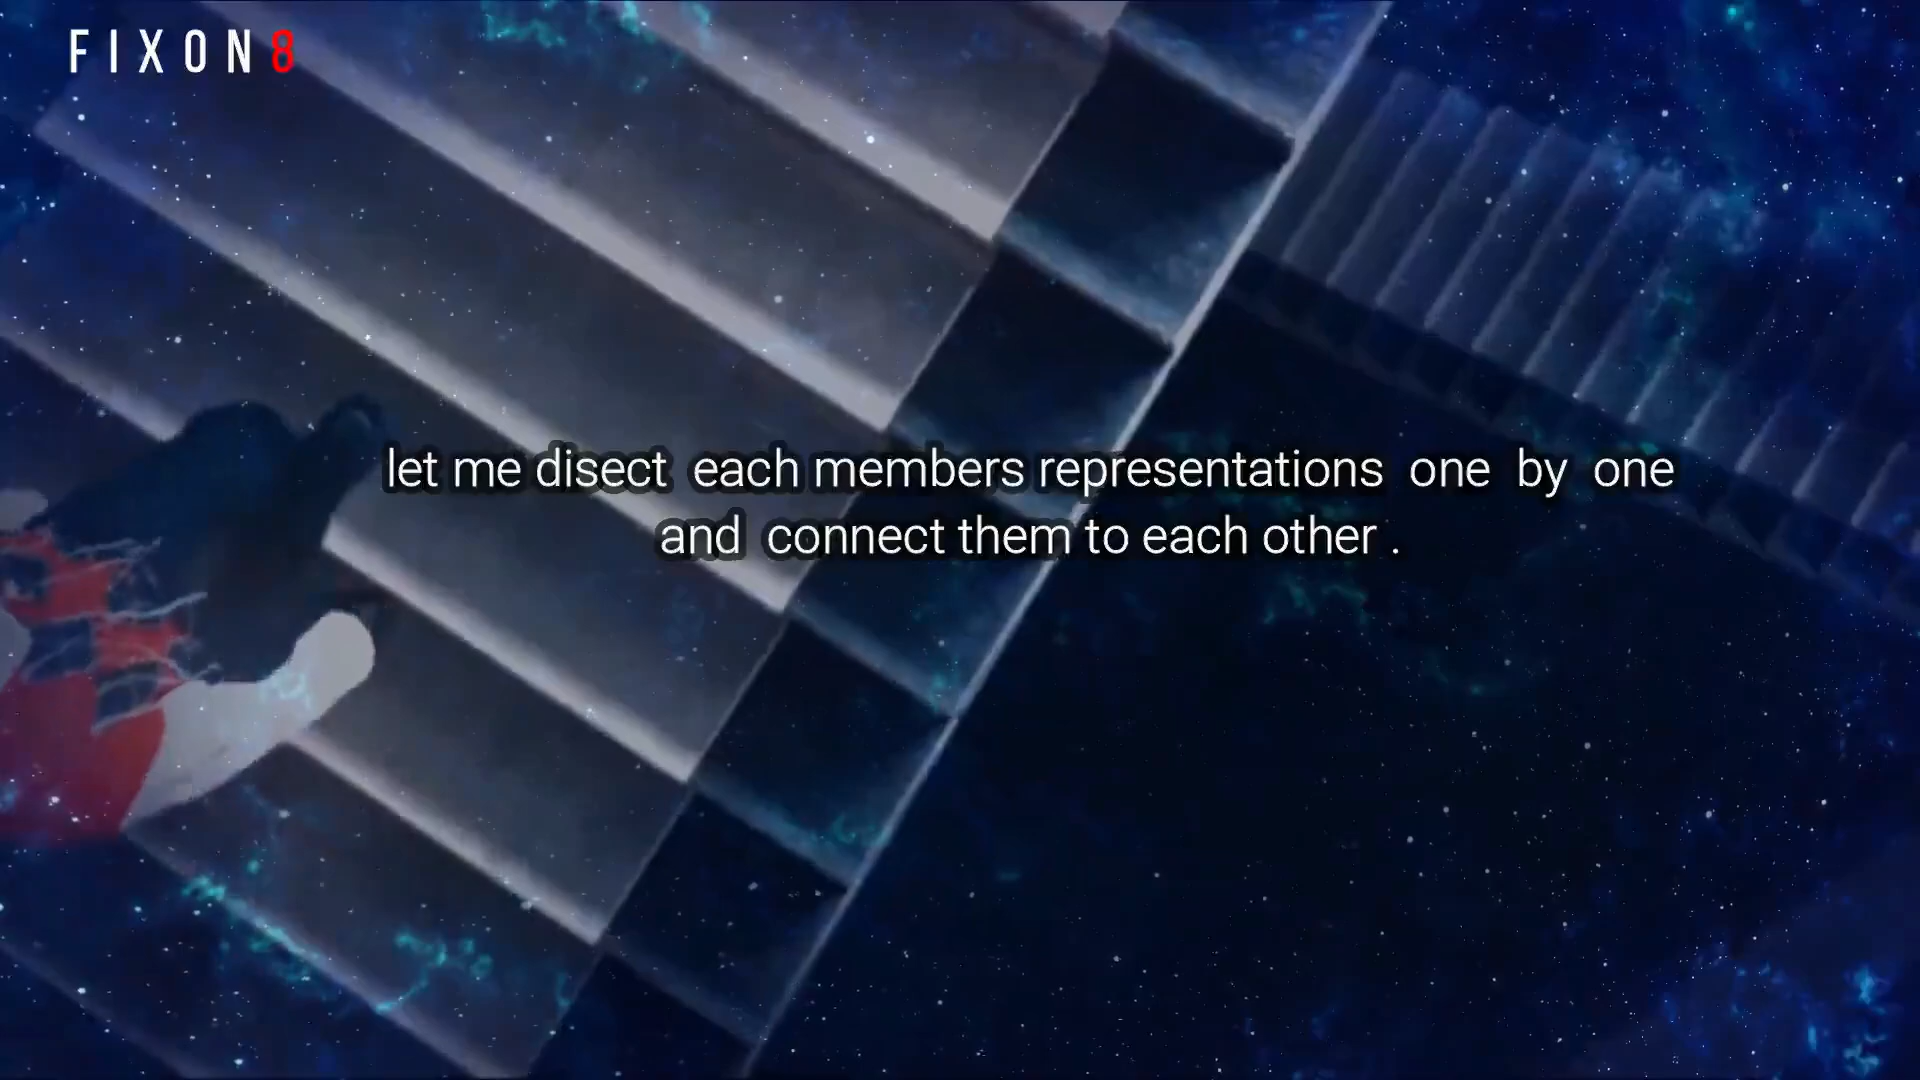 FIXON8
let me disect each members representations one by one
and connect them to each other .